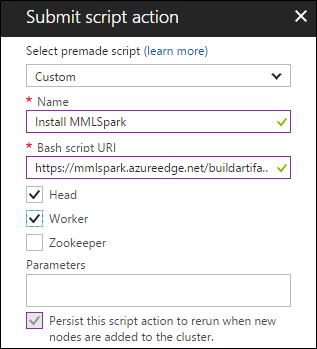 Submit script action
Select premade script (learn more)
Custom
* Name
Install MMLSpark
* Bash script URI
https://mmlspark.azureedge.net/buildartifa..
Head
Worker
Zookeeper
Parameters
Persist this script action to rerun when new
nodes are added to the cluster.